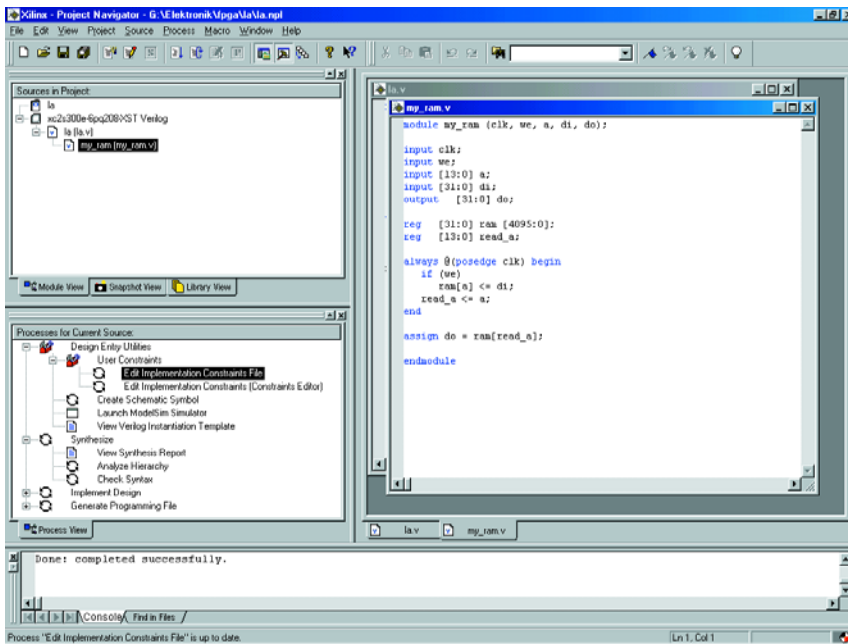 Xilinx - Project Navigator - G:\Elektronik\fpga\la\la.npl
File Edit View Project Source Process Macro Window Help
Sources in Project:
la
xc2s300e-6pq208-XST Verilog
la (la.v)
my_ram (my_ram.v)
Module View Snapshot View Library View
Processes for Current Source:
Design Entry Utilities
User Constraints
Edit Implementation Constraints File
Edit Implementation Constraints (Constraints Editor)
Create Schematic Symbol
Launch ModelSim Simulator
View Verilog Instantiation Template
Synthesize
View Synthesis Report
Analyze Hierarchy
Check Syntax
Implement Design
Generate Programming File
Process View
la.v
my_ram.v
module my_ram (clk, we, a, di, do);
input clk;
input we;
input [13:0] a;
input [31:0] di;
output [31:0] do;
reg [31:0] ram [4095:0];
reg [13:0] read_a;
always @(posedge clk) begin
if (we)
ram[a] <= di;
read_a <= a;
end
assign do = ram[read_a];
endmodule
la.v my_ram.v
Done: completed successfully.
Console Find in Files
Process "Edit Implementation Constraints File" is up to date.
Ln 1, Col 1